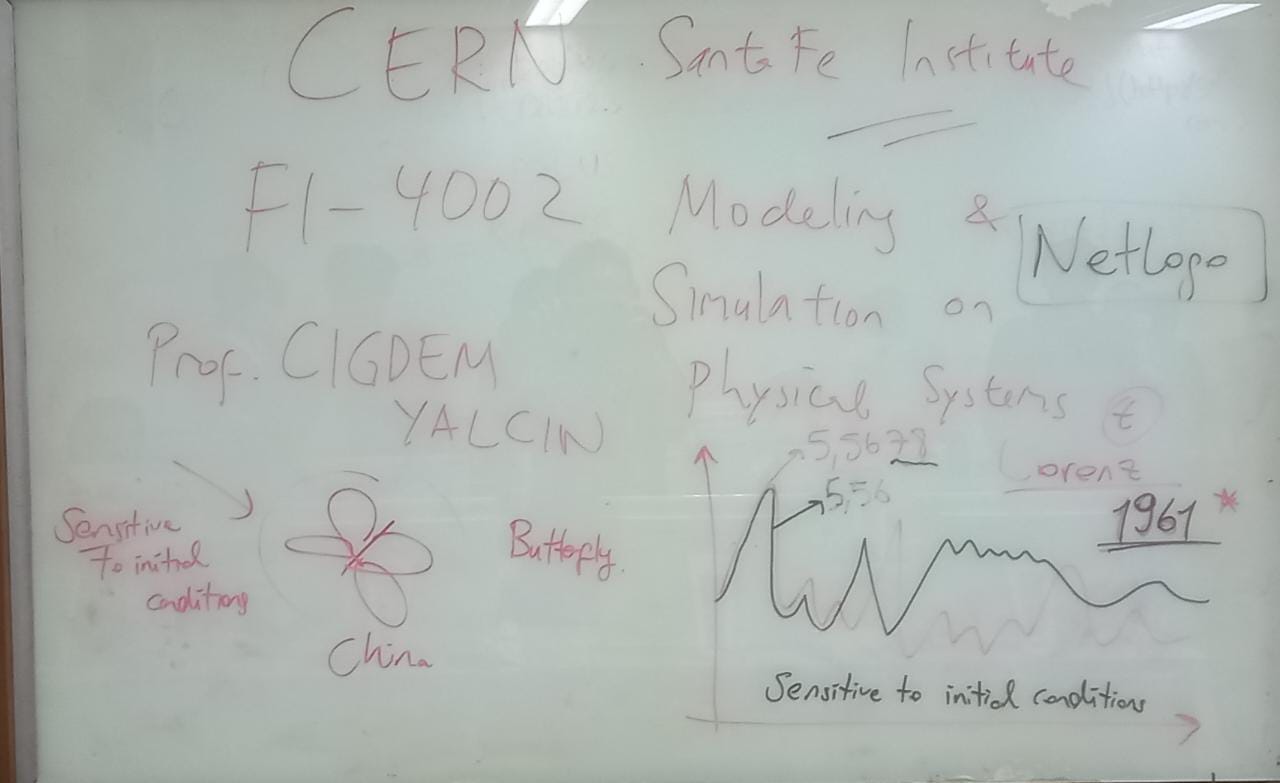 CERN Santa Fe Institute
FI-4002 Modeling &
Simulation on
Physical Systems
NetLogo
Prof. CIGDEM
YALCIN
Sensitive
To initial
conditions
Butterfly.
China
5,5678
5,56
t
Lorenz
1961 *
Sensitive to initial conditions